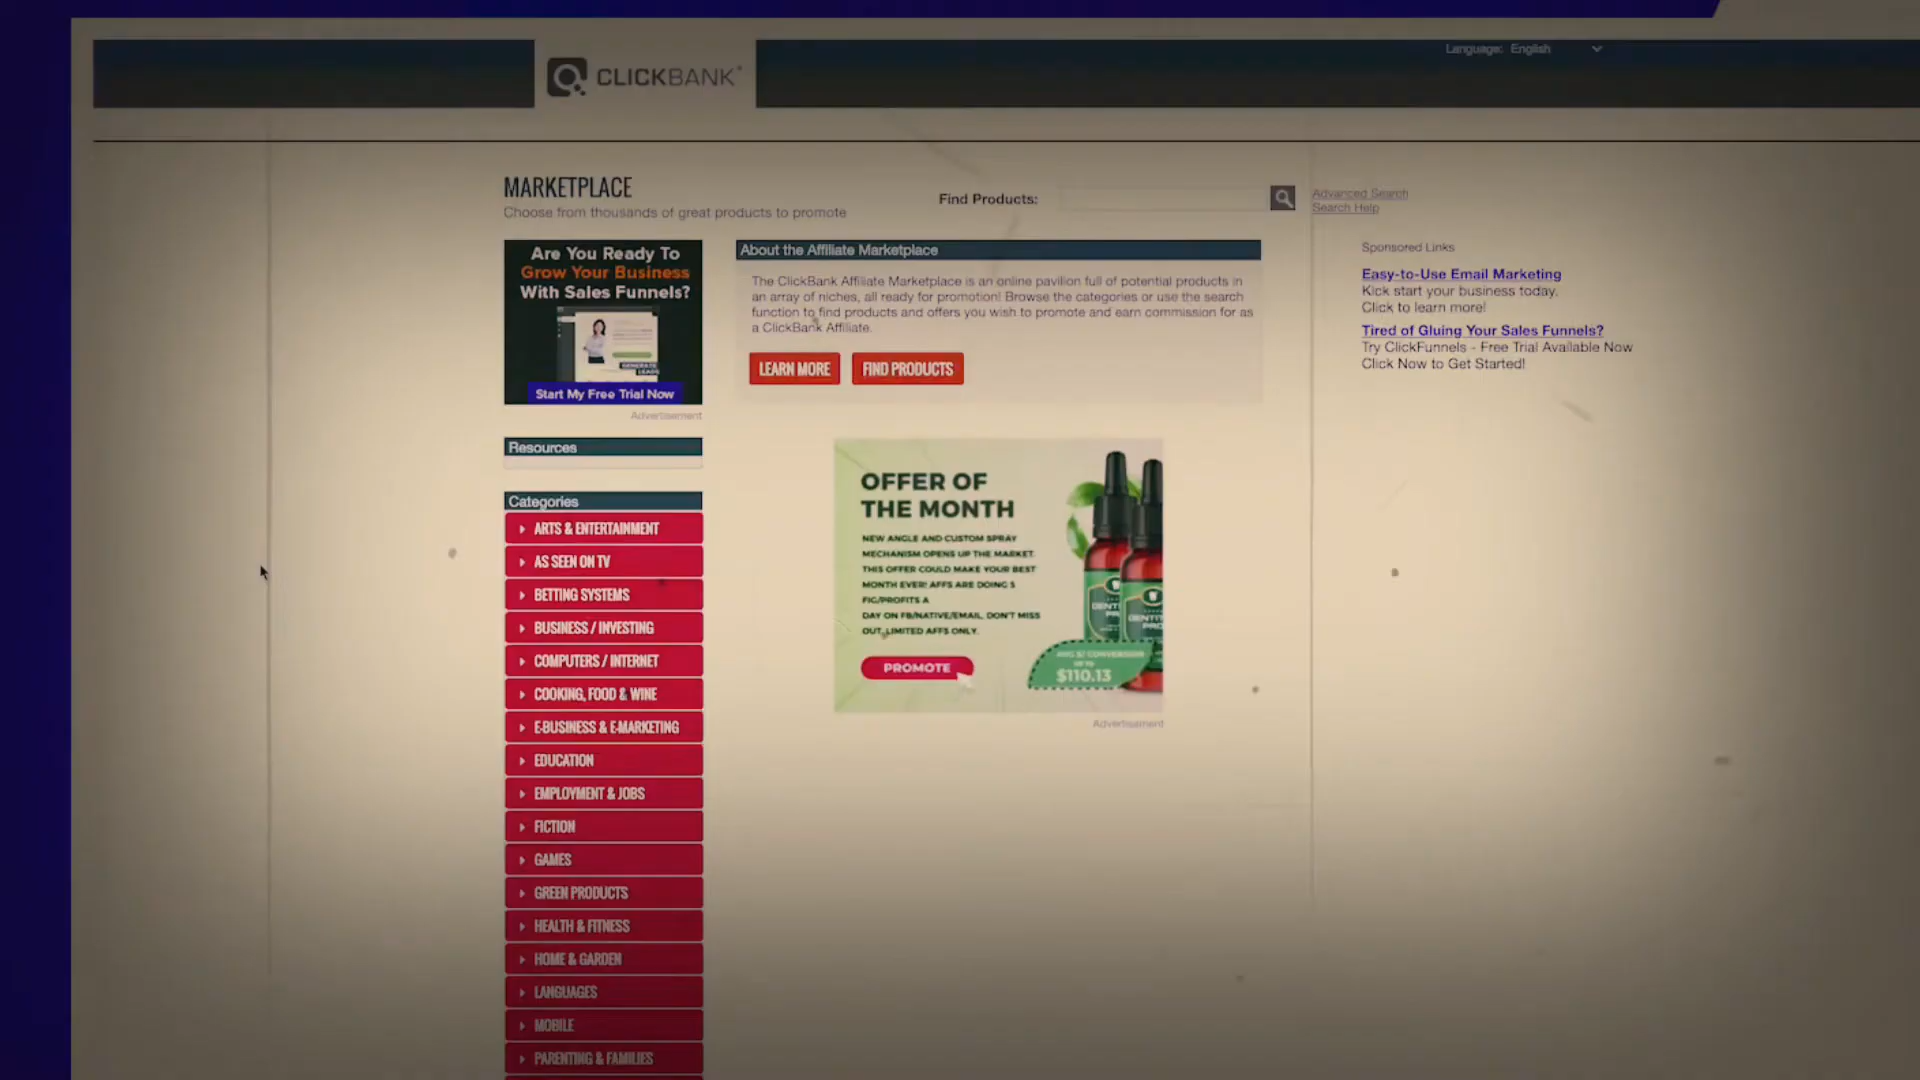 Language: English
CLICKBANK
MARKETPLACE
Choose from thousands of great products to promote
Find Products:
Advanced Search
Search Help
Are You Ready To
Grow Your Business
With Sales Funnels?
GENERATE
LEADS
Start My Free Trial Now
Advertisement
About the Affiliate Marketplace
The ClickBank Affiliate Marketplace is an online pavilion full of potential products in
an array of niches, all ready for promotion! Browse the categories or use the search
function to find products and offers you wish to promote and earn commission for as
a ClickBank Affiliate.
LEARN MORE
FIND PRODUCTS
Sponsored Links
Easy-to-Use Email Marketing
Kick start your business today.
Click to learn more!
Tired of Gluing Your Sales Funnels?
Try ClickFunnels - Free Trial Available Now
Click Now to Get Started!
Resources
Categories
ARTS & ENTERTAINMENT
AS SEEN ON TV
BETTING SYSTEMS
BUSINESS / INVESTING
COMPUTERS / INTERNET
COOKING, FOOD & WINE
E-BUSINESS & E-MARKETING
EDUCATION
EMPLOYMENT & JOBS
FICTION
GAMES
GREEN PRODUCTS
HEALTH & FITNESS
HOME & GARDEN
LANGUAGES
MOBILE
PARENTING & FAMILIES
OFFER OF
THE MONTH
NEW ANGLE AND CUSTOM SPRAY
MECHANISM OPENS UP THE MARKET.
THIS OFFER COULD MAKE YOUR BEST
MONTH EVER! AFFS ARE DOING 5
FIG/PROFITS A
DAY ON FB/NATIVE/EMAIL. DON'T MISS
OUT, LIMITED AFFS ONLY.
PROMOTE
AVG $/ CONVERSION
UP TO
$110.13
Advertisement